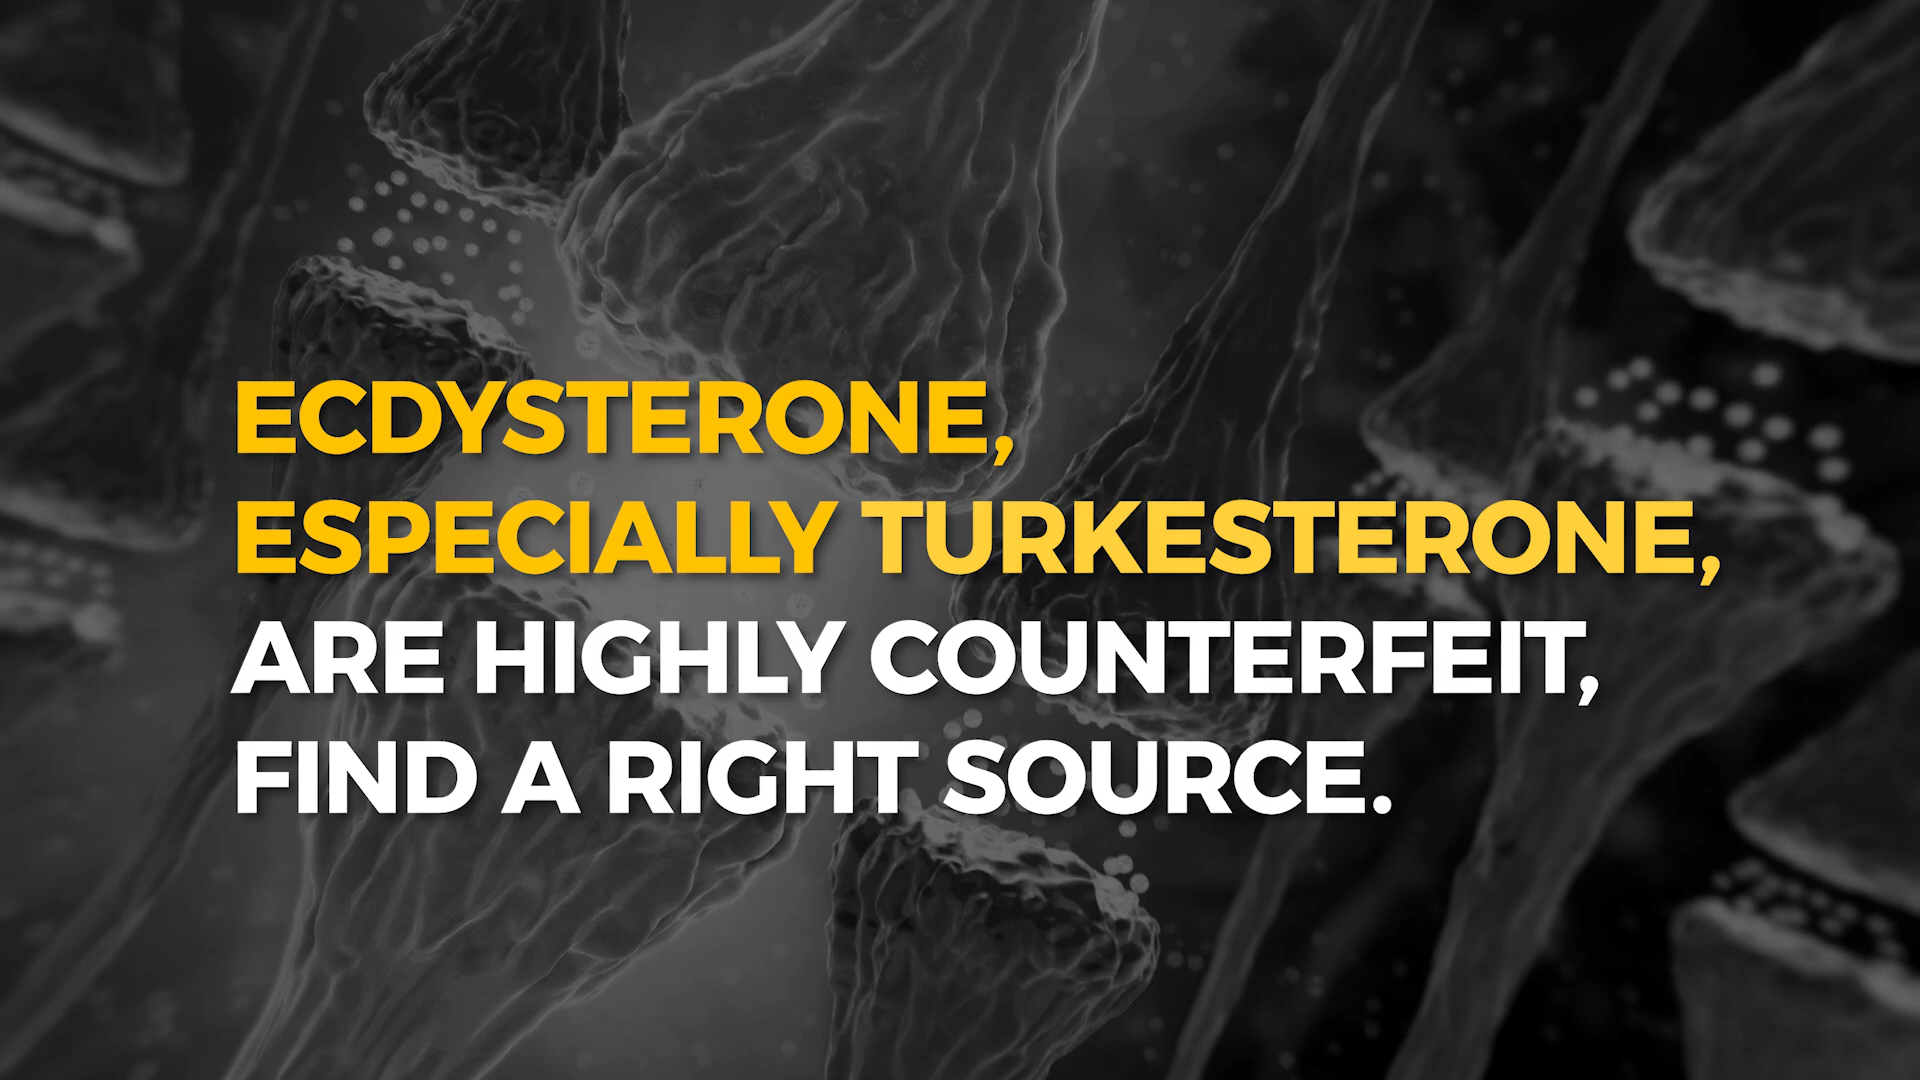 ECDYSTERONE,
ESPECIALLY TURKESTERONE,
ARE HIGHLY COUNTERFEIT,
FIND A RIGHT SOURCE.